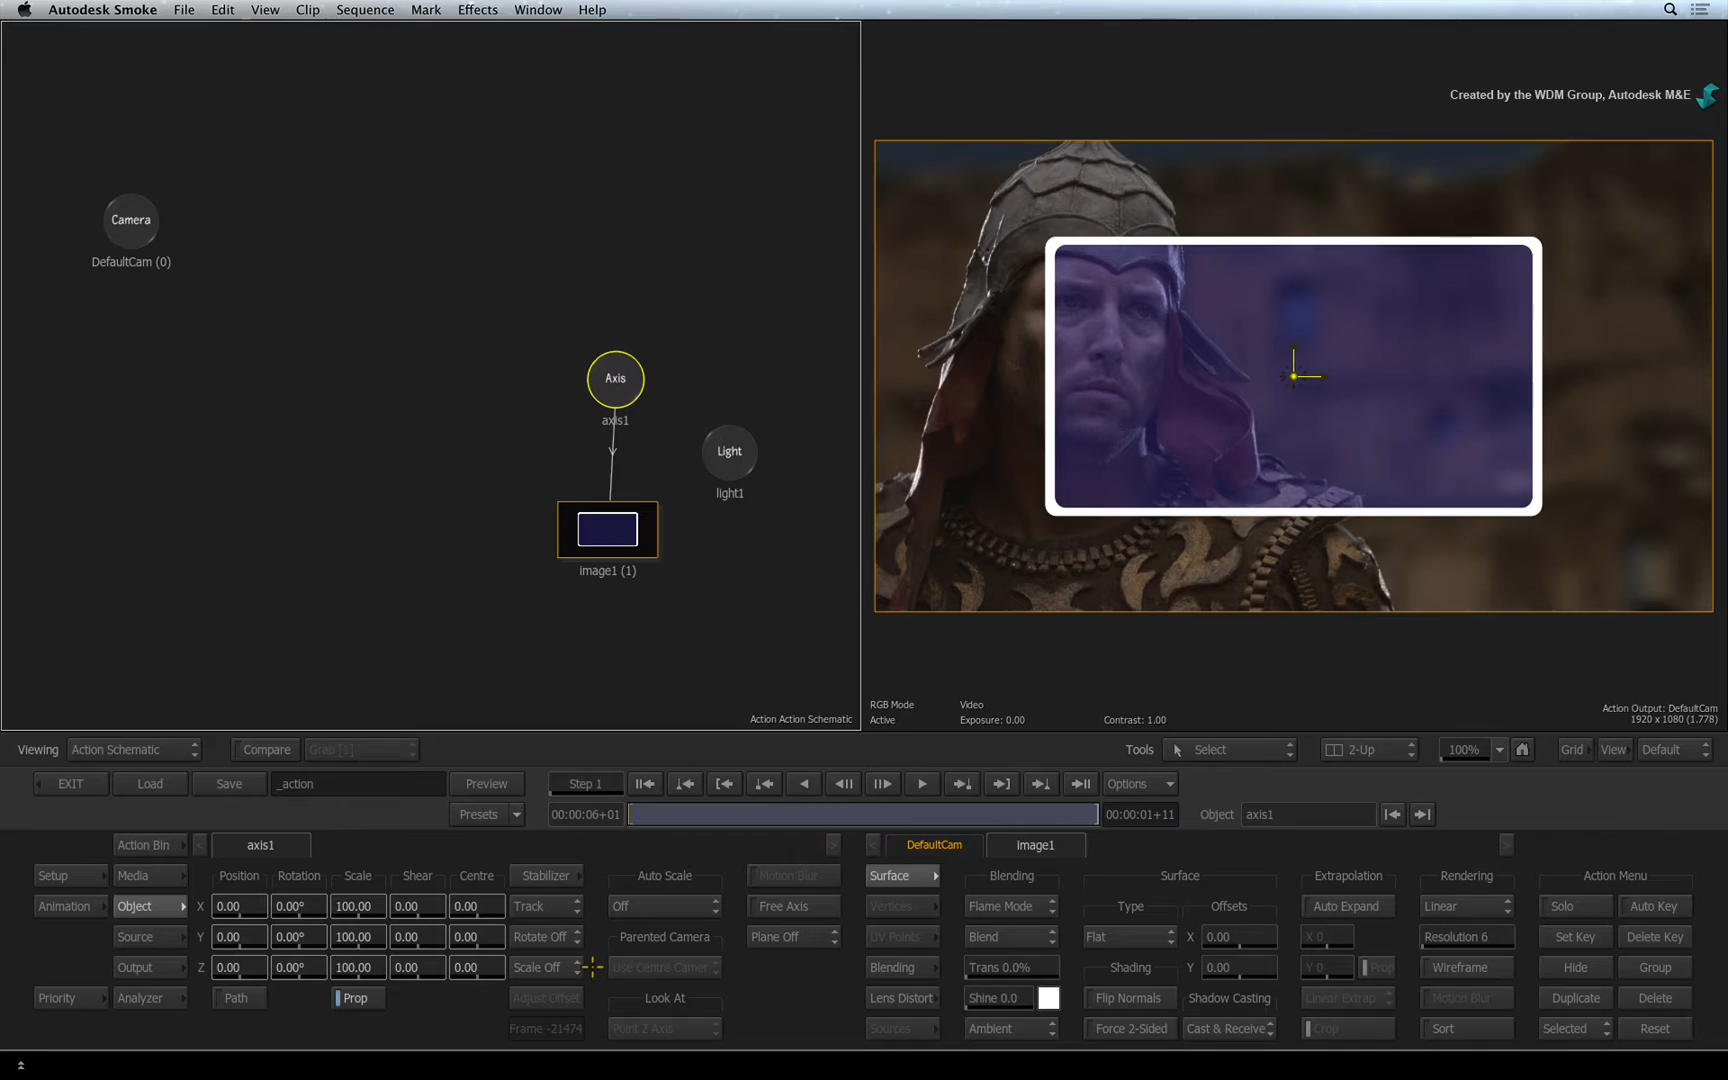 Autodesk Smoke File Edit View Clip Sequence Mark Effects Window Help
Created by the WDM Group, Autodesk M&E
Camera
DefaultCam (0)
Axis
axis1
Light
light1
image1 (1)
Action Action Schematic
RGB Mode Video
Active Exposure: 0.00 Contrast: 1.00
Action Output: DefaultCam
1920 x 1080 (1.778)
Viewing Action Schematic Compare Grab [1] Tools Select 2-Up 100% Grid View Default
EXIT Load Save _action Preview Step 1 Options
Presets 00:00:06+01 00:00:01+11 Object axis1
Action Bin < axis1 > < DefaultCam Image1 >
Setup Media Position Rotation Scale Shear Centre Stabilizer Auto Scale Motion Blur Surface Blending Surface Extrapolation Rendering Action Menu
Animation Object X 0.00 0.00° 100.00 0.00 0.00 Track Off Free Axis Vertices Flame Mode Type Offsets Auto Expand Linear Solo Auto Key
Source Y 0.00 0.00° 100.00 0.00 0.00 Rotate Off Parented Camera Plane Off UV Points Blend Flat X 0.00 X 0 Resolution 6 Set Key Delete Key
Output Z 0.00 0.00° 100.00 0.00 0.00 Scale Off Use Centre Camer Blending Trans 0.0% Shading Y 0.00 Y 0 Prop Wireframe Hide Group
Priority Analyzer Path Prop Adjust Offset Look At Lens Distort Shine 0.0 Flip Normals Shadow Casting Linear Extrap Motion Blur Duplicate Delete
Frame -21474 Point Z Axis Sources Ambient Force 2-Sided Cast & Receive Crop Sort Selected Reset